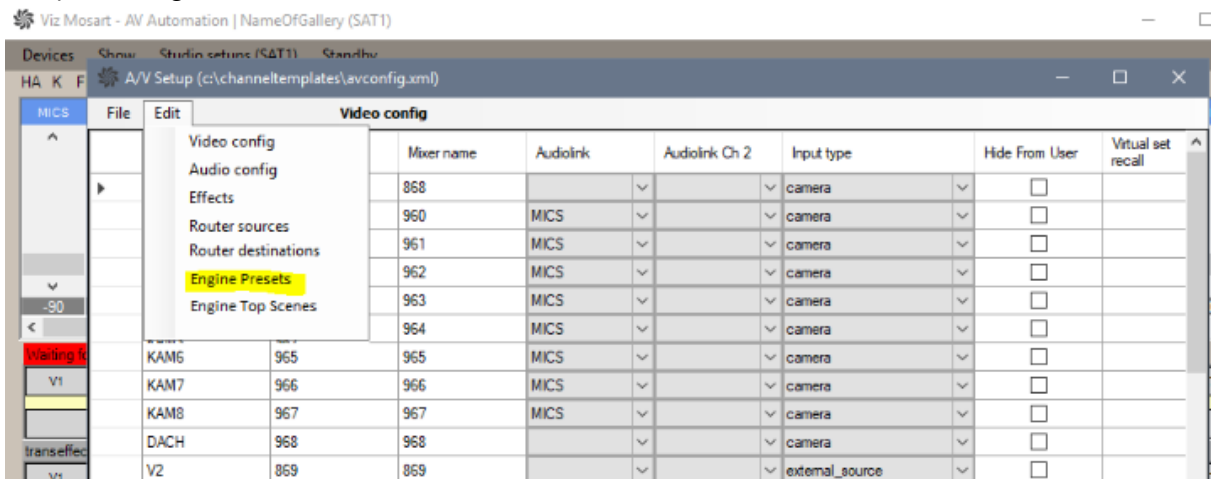 Viz Mosart - AV Automation | NameOfGallery (SAT1)
Devices Show Studio setups (SAT1) Standby
HA K F
A/V Setup (c:\channeltemplates\avconfig.xml)
MICS
File Edit Video config
Video config
Audio config
Effects
Router sources
Router destinations
Engine Presets
Engine Top Scenes
Mixer name Audiolink Audiolink Ch 2 Input type Hide From User Virtual set recall
868 camera
960 MICS camera
961 MICS camera
962 MICS camera
963 MICS camera
964 MICS camera
KAM6 965 965 MICS camera
KAM7 966 966 MICS camera
KAM8 967 967 MICS camera
DACH 968 968 camera
V2 869 869 external_source
-90
Waiting fo
V1
transeffec
V1